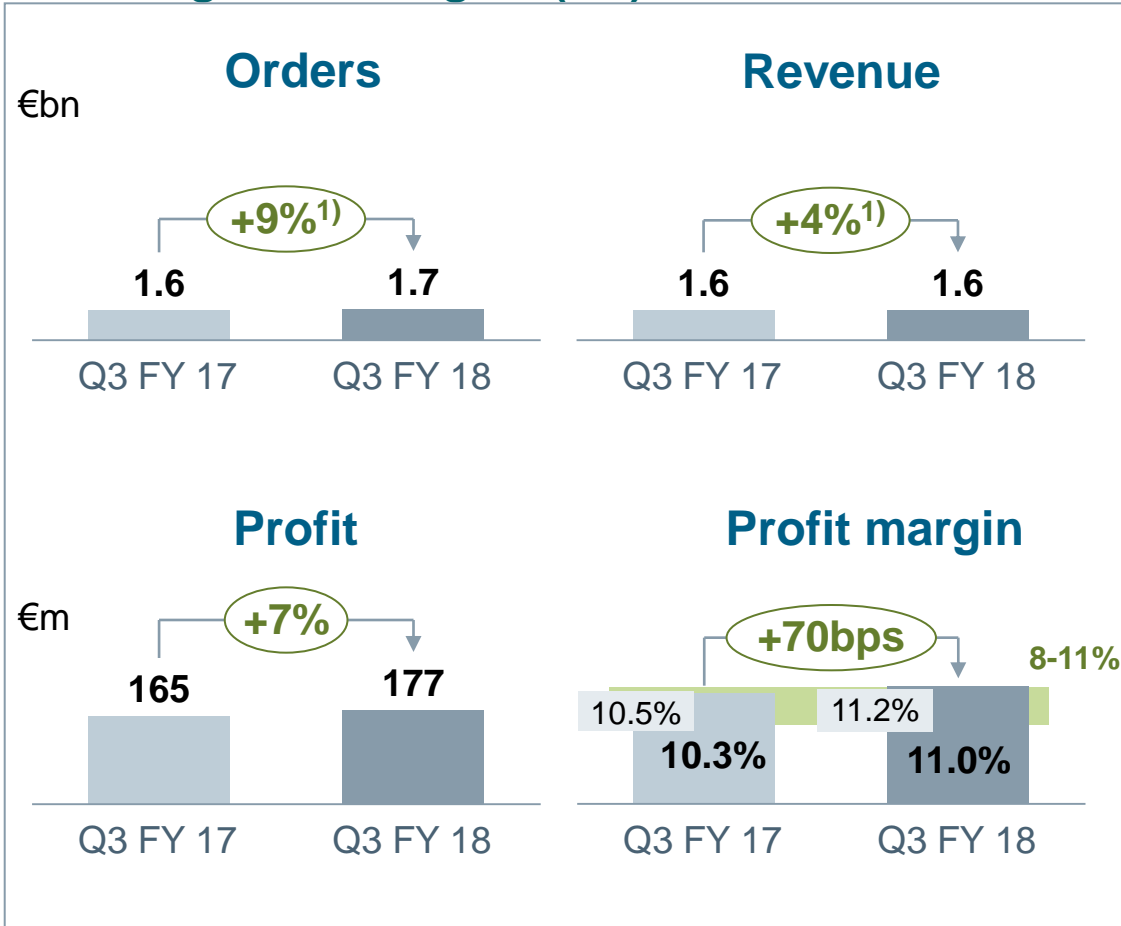 Orders
Revenue
€bn
+9%1)
+4%1)
1.6
1.7
1.6
1.6
Q3 FY 17
Q3 FY 18
Q3 FY 17
Q3 FY 18
Profit
Profit margin
€m
+7%
+70bps
8-11%
165
177
10.5%
11.2%
10.3%
11.0%
Q3 FY 17
Q3 FY 18
Q3 FY 17
Q3 FY 18